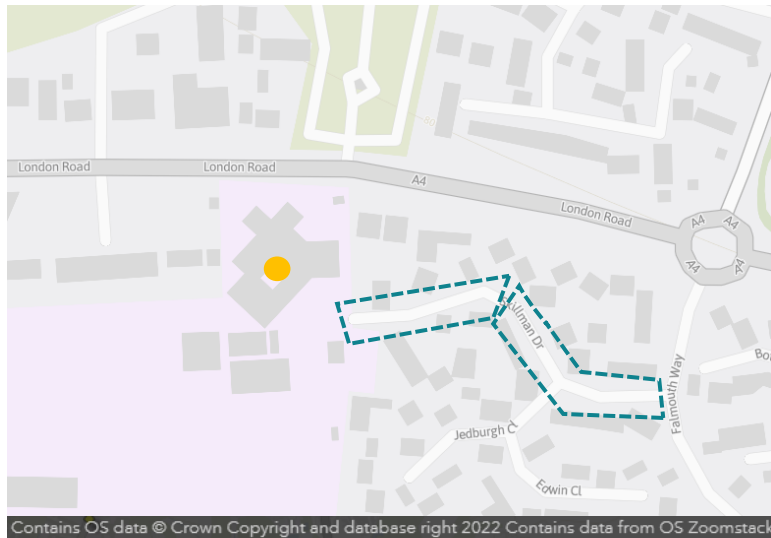 London Road
London Road
A4
London Road
A4
A4
A4
A4
Dr
Falmouth Way
Jedburgh Cl
Edwin Cl
Contains OS data © Crown Copyright and database right 2022 Contains data from OS Zoomstack